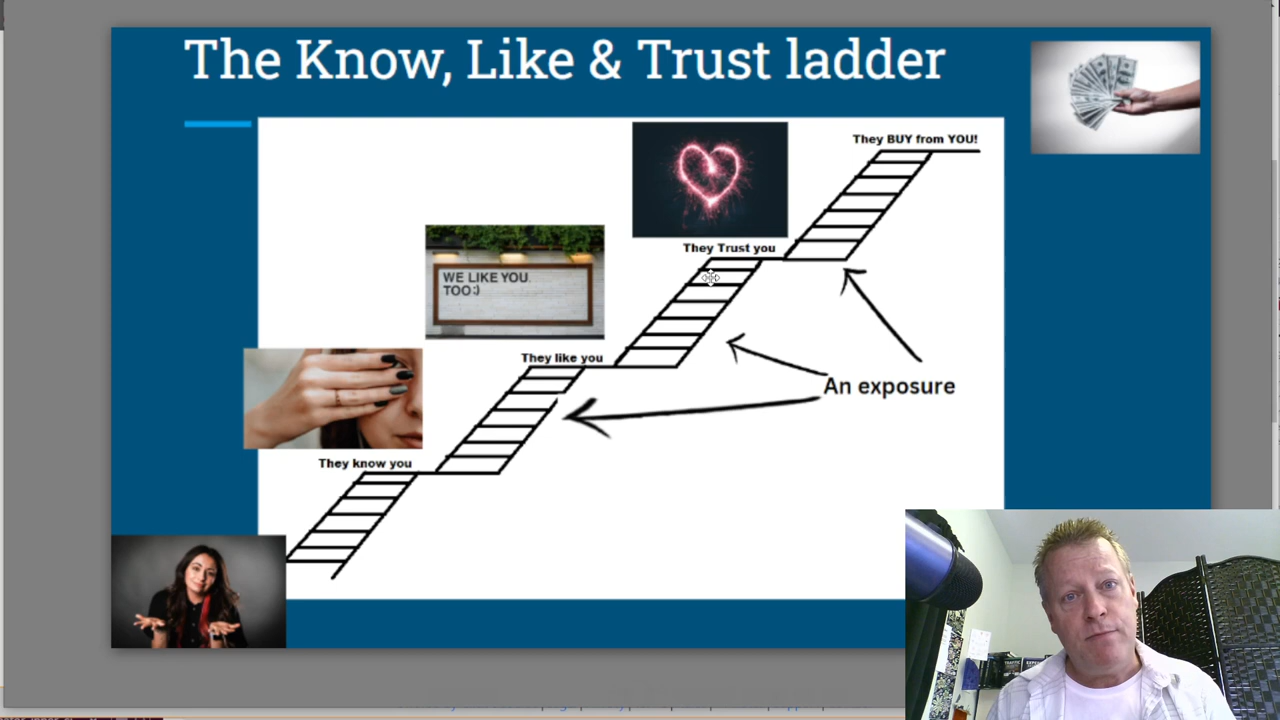 The Know, Like & Trust ladder
They BUY from YOU!
They Trust you
WE LIKE YOU
TOO:)
They like you
An exposure
They know you